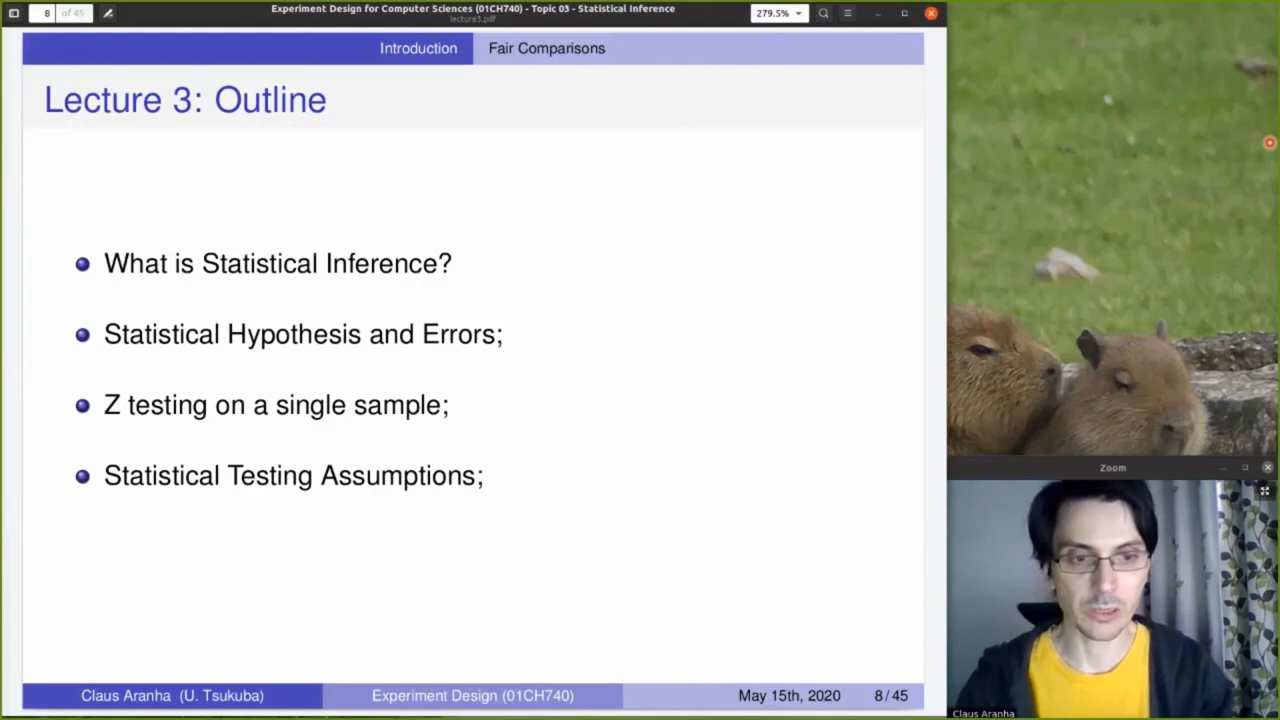 Experiment Design for Computer Sciences (01CH740) - Topic 03 - Statistical Inference
lecture3.pdf
8 of 45
279.5%
Introduction
Fair Comparisons
Lecture 3: Outline
What is Statistical Inference?
Statistical Hypothesis and Errors;
Z testing on a single sample;
Statistical Testing Assumptions;
Claus Aranha (U. Tsukuba)
Experiment Design (01CH740)
May 15th, 2020
8 / 45
Zoom
Claus Aranha